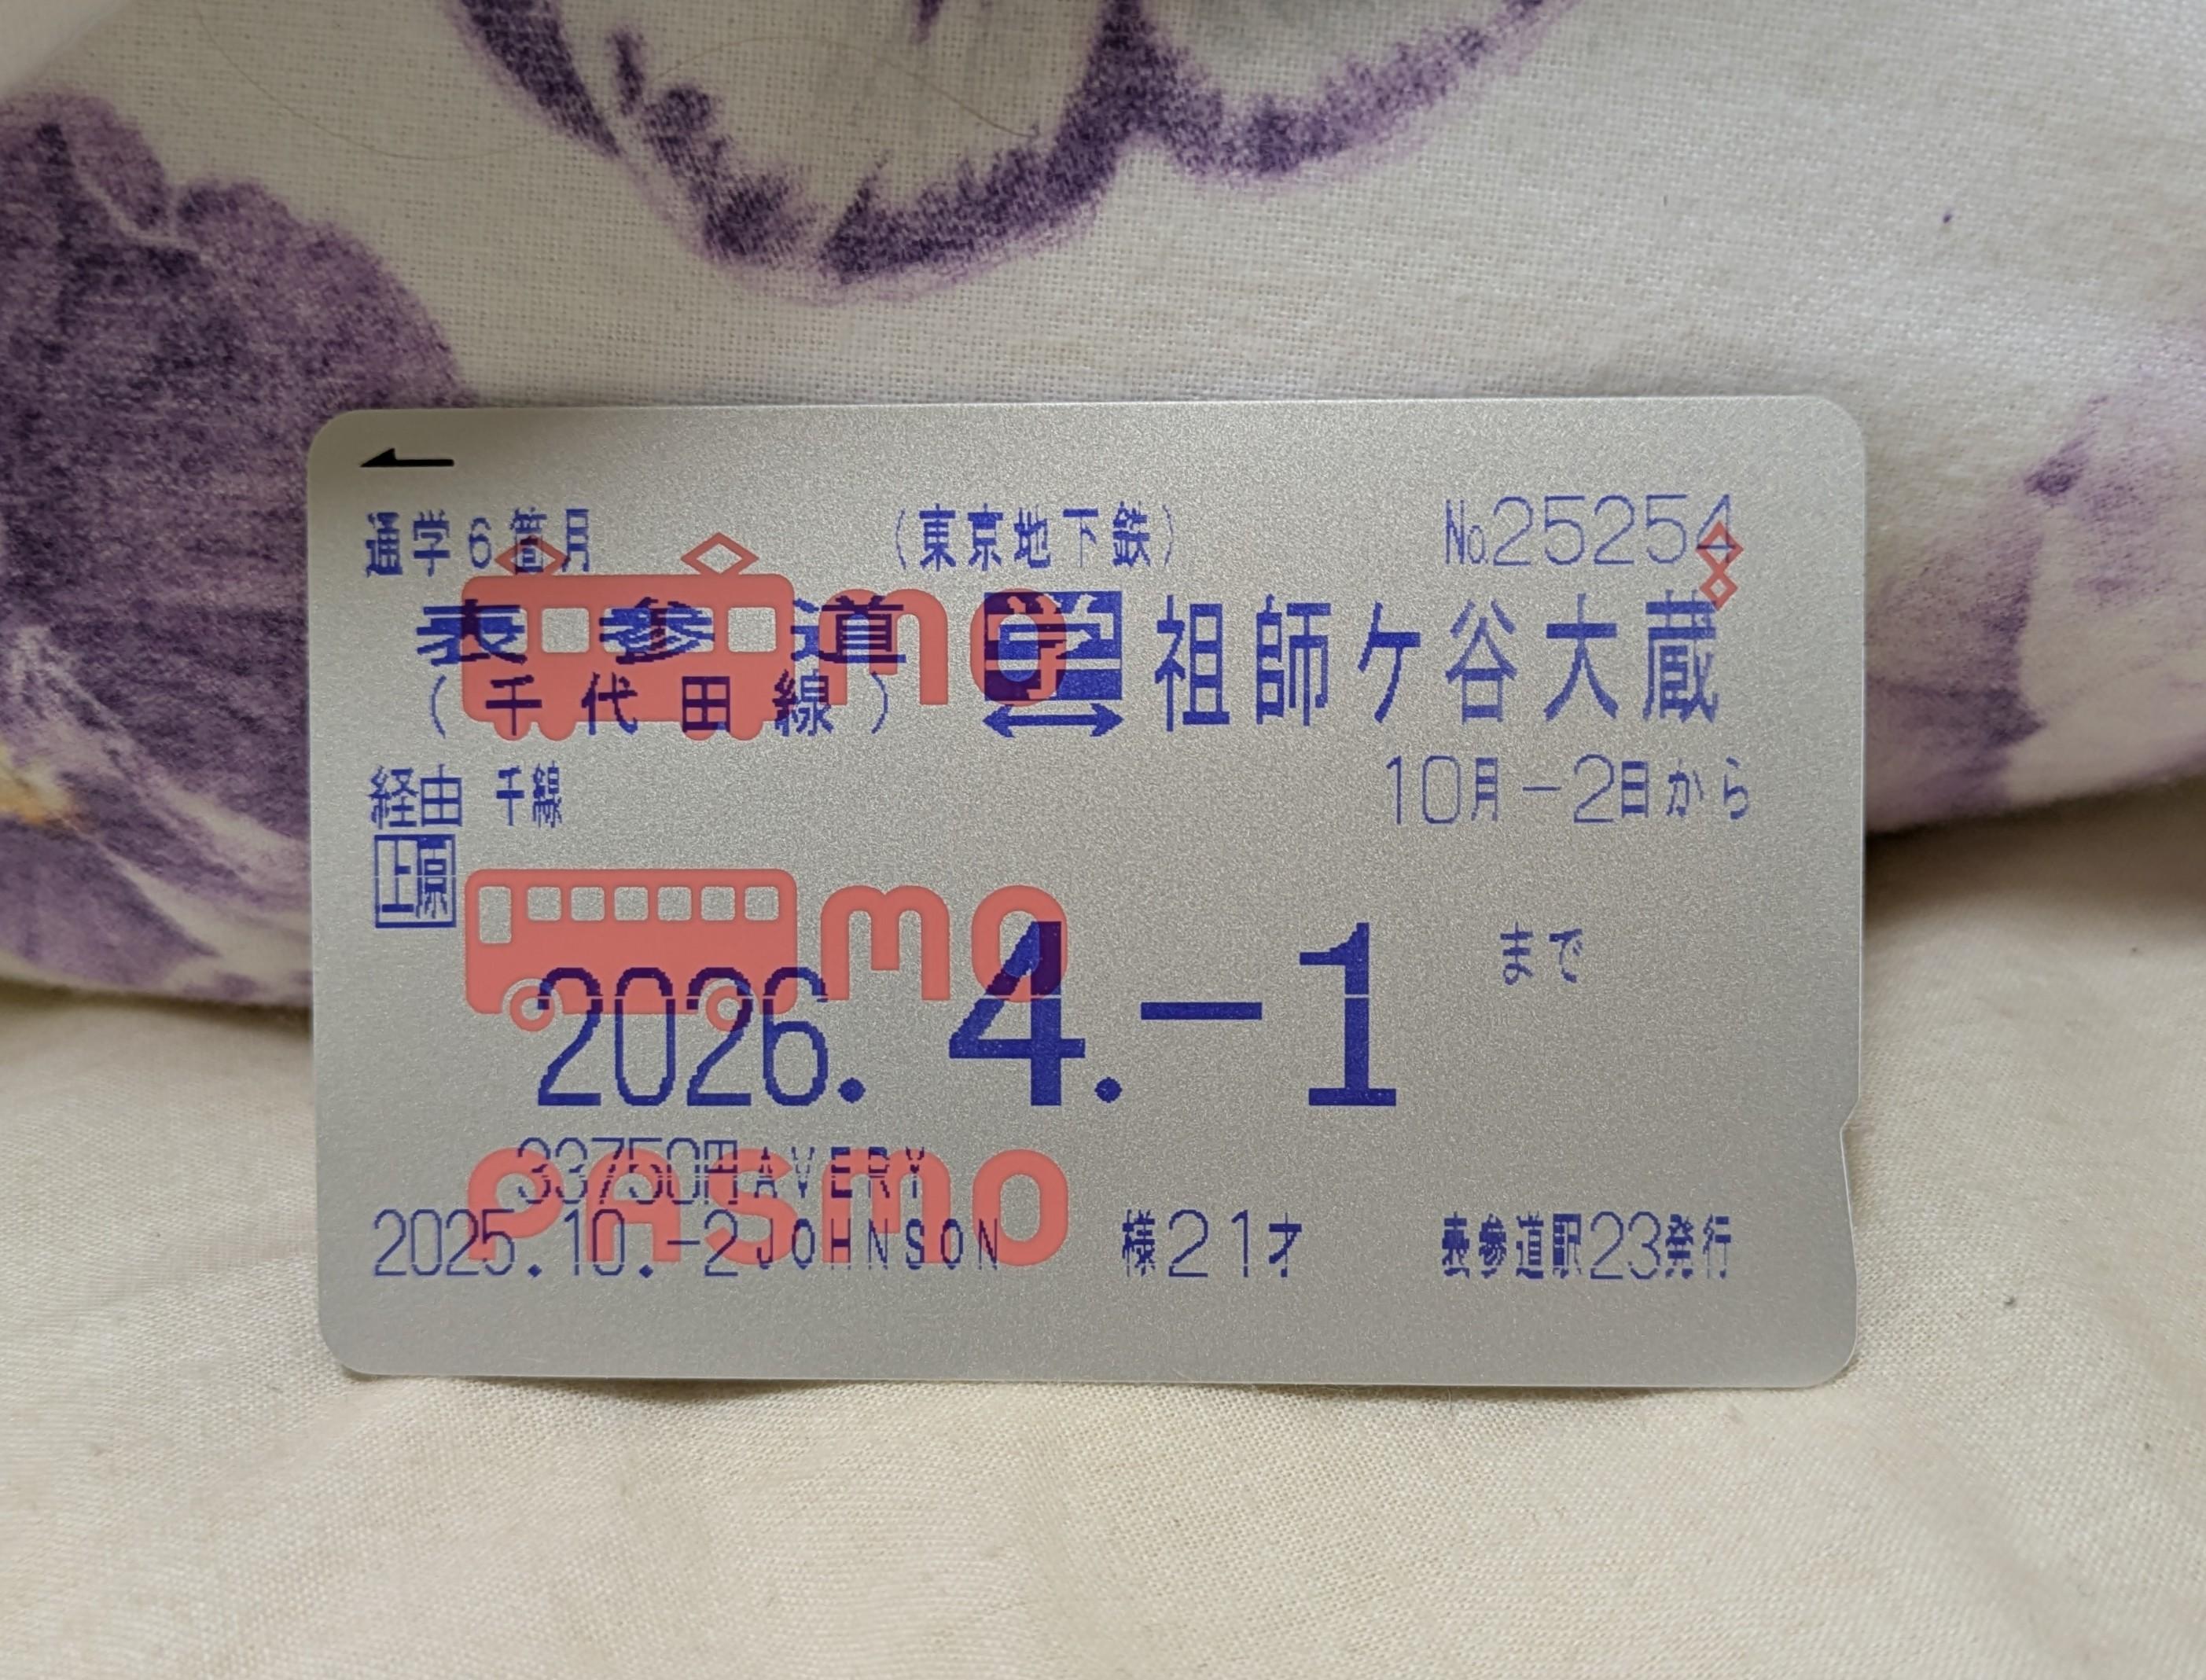 通学6箇月 (東京地下鉄) №25254
表参道 学 祖師ケ谷大蔵
(千代田線)
経由 千線 10月-2日から
上原
mo
mo
2026. 4.-1 まで
33750円 AVERY
PASMO
2025.10.-2 JOHNSON 様21才 表参道駅23発行